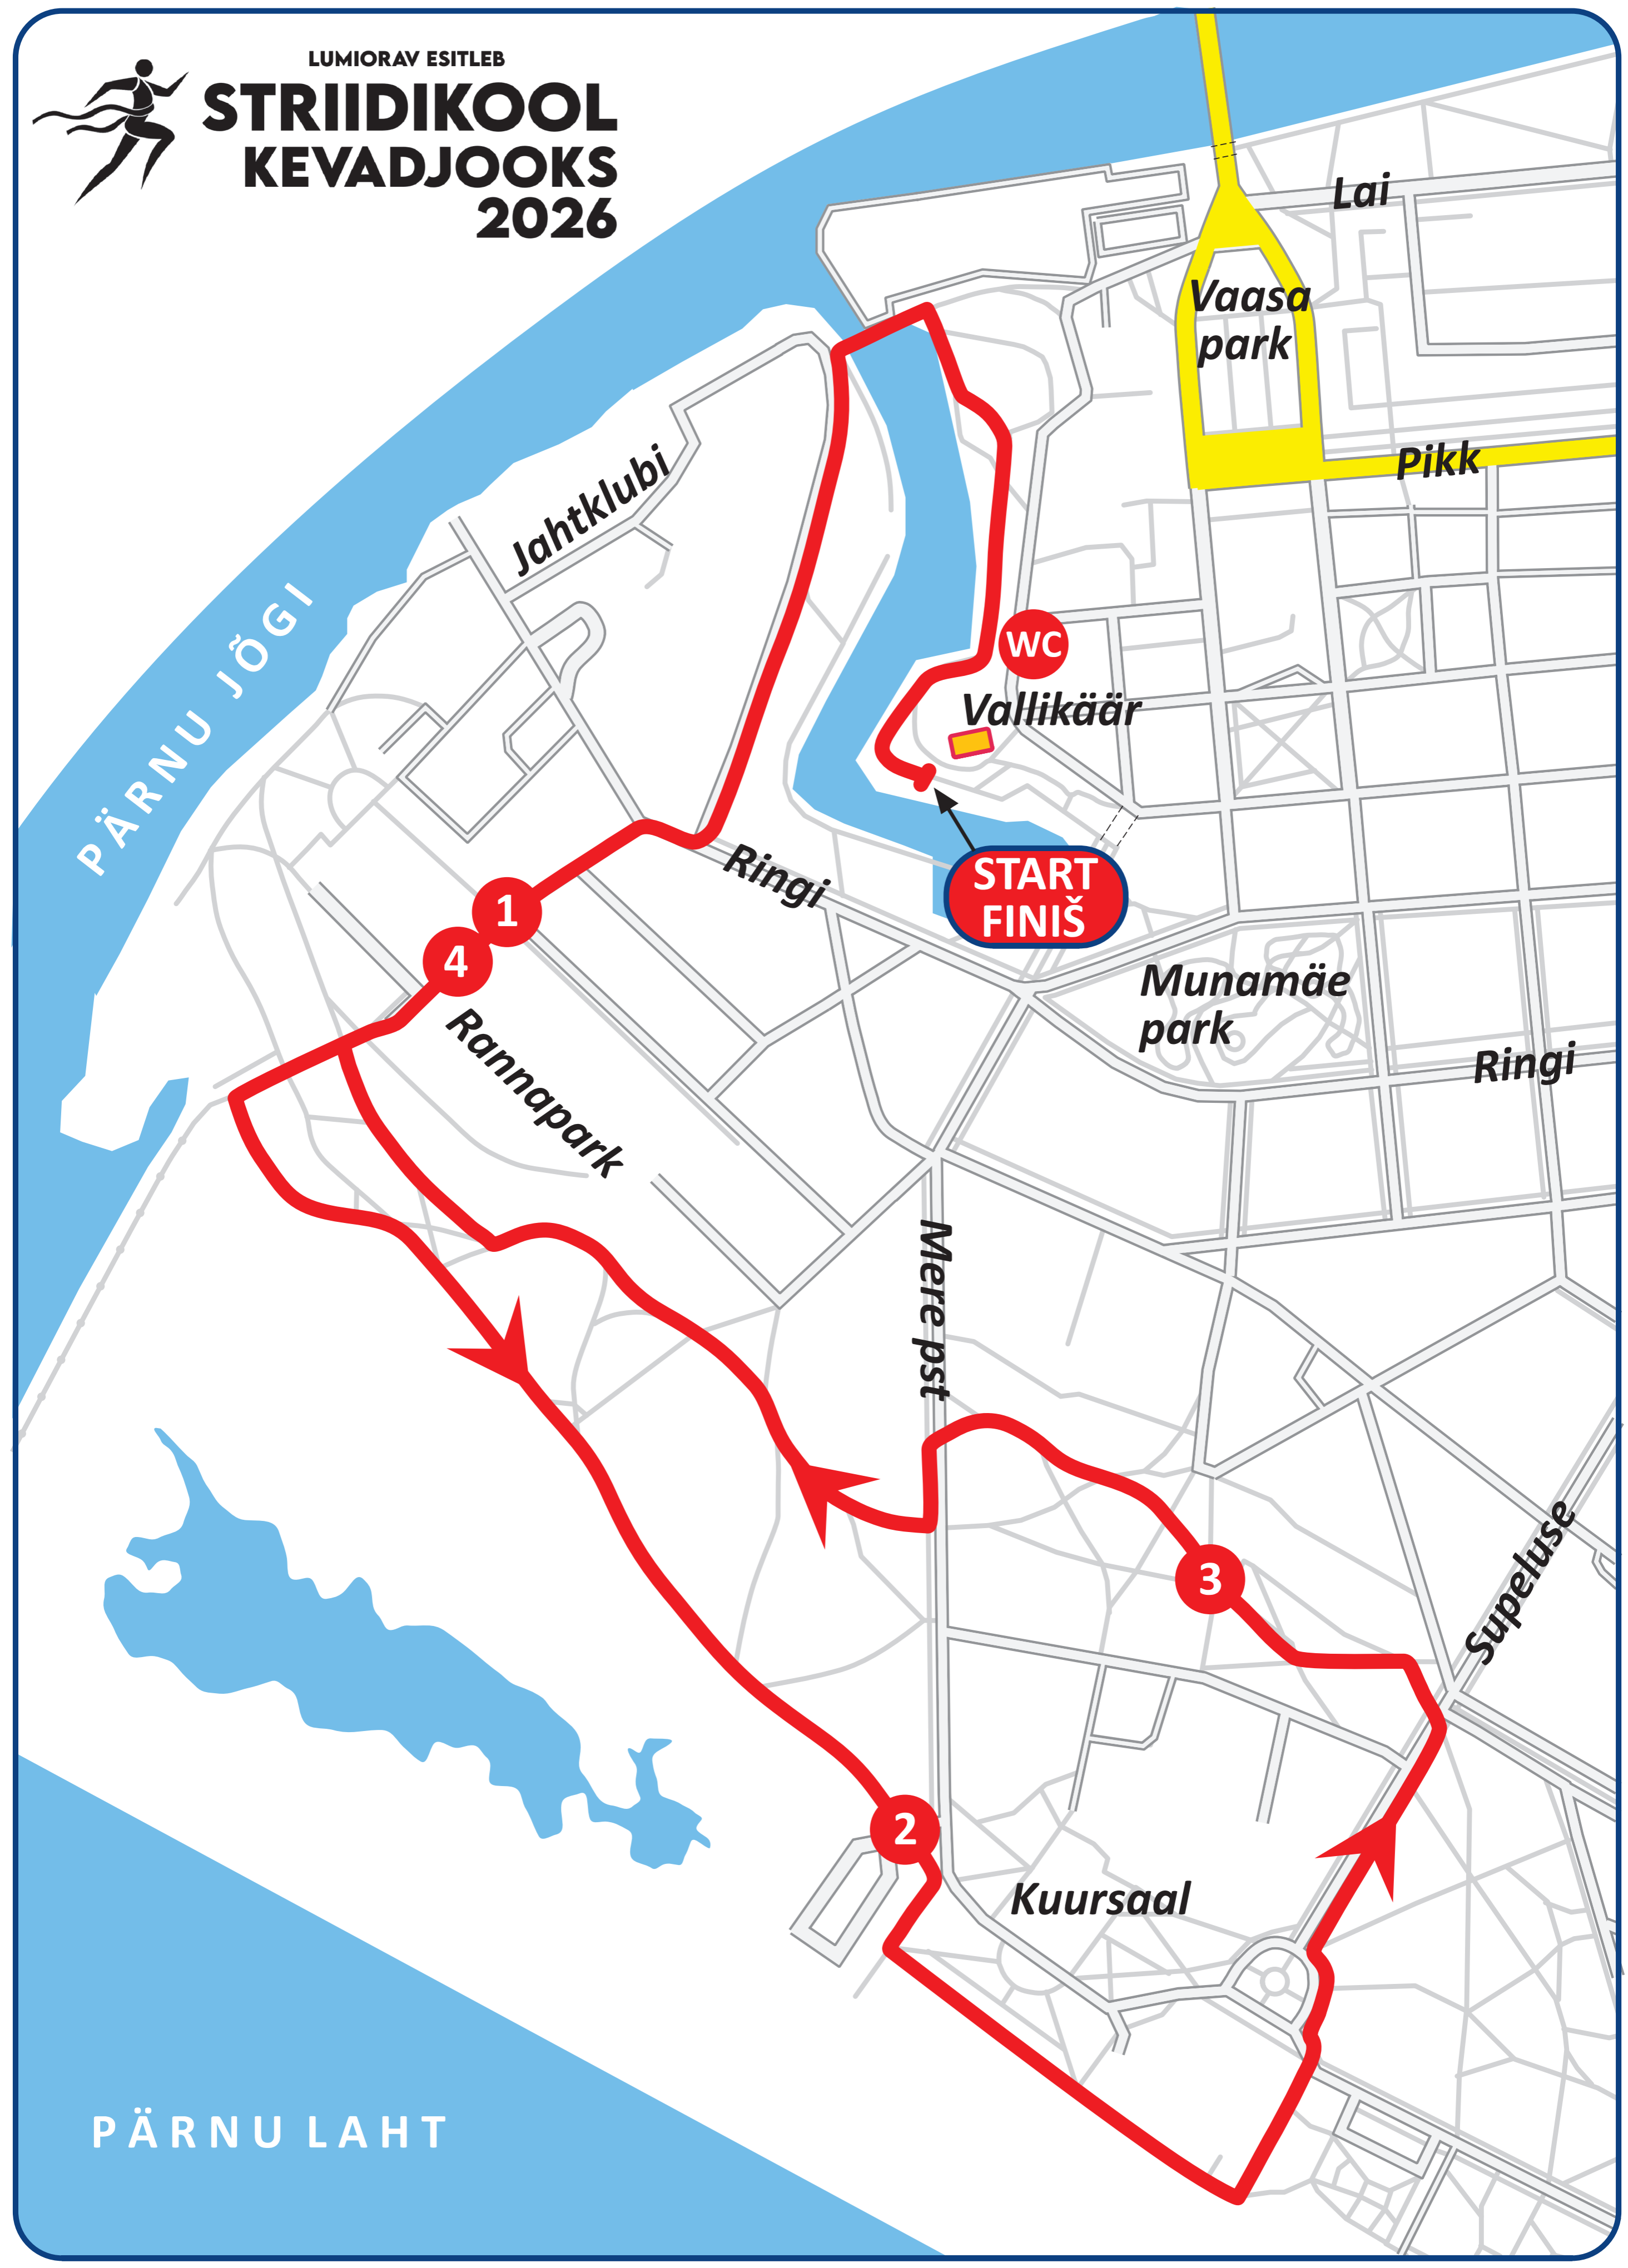 LUMIORAV ESITLEB
STRIIDIKOOL
KEVADJOOKS
2026
Lai
Vaasa
park
Pikk
Jahtklubi
PÄRNU JÕGI
WC
Vallikäär
START
FINIŠ
Ringi
1
4
Munamäe
park
Rannapark
Ringi
Mere pst
3
Supeluse
2
Kuursaal
PÄRNU LAHT